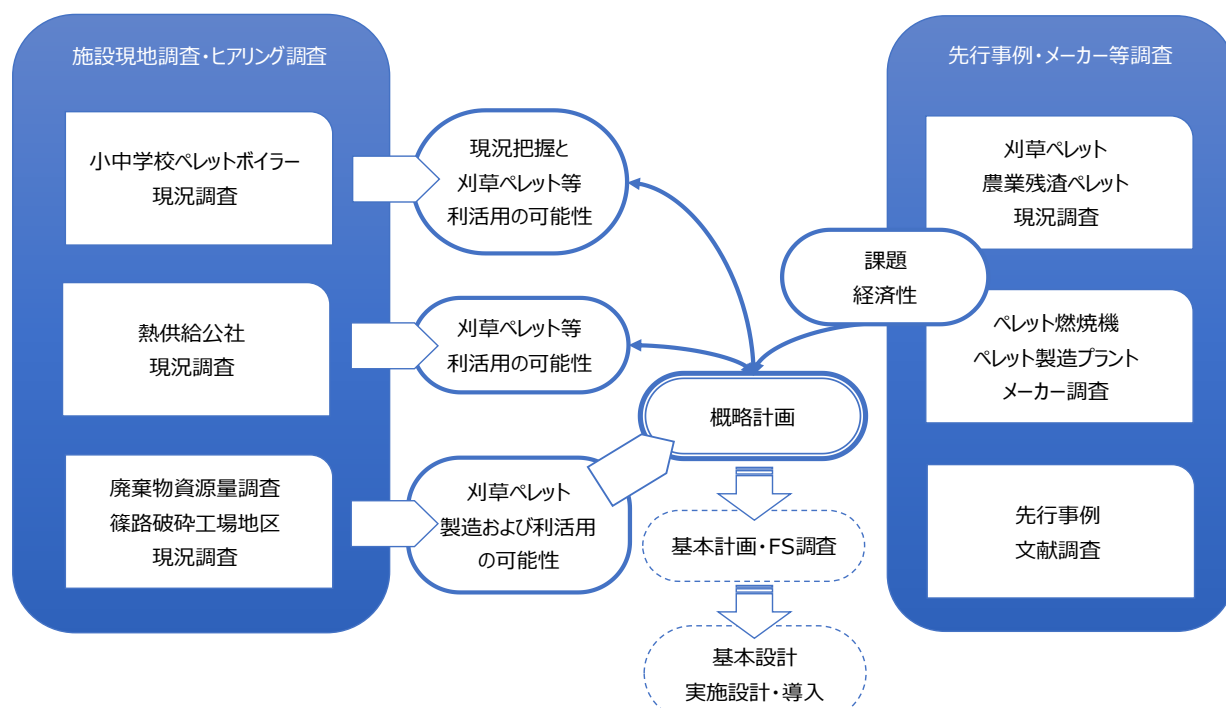 施設現地調査・ヒアリング調査
小中学校ペレットボイラー
現況調査
熱供給公社
現況調査
廃棄物資源量調査
篠路破砕工場地区
現況調査
現況把握と
刈草ペレット等
利活用の可能性
刈草ペレット等
利活用の可能性
刈草ペレット
製造および利活用
の可能性
課題
経済性
概略計画
基本計画・FS調査
基本設計
実施設計・導入
先行事例・メーカー等調査
刈草ペレット
農業残渣ペレット
現況調査
ペレット燃焼機
ペレット製造プラント
メーカー調査
先行事例
文献調査